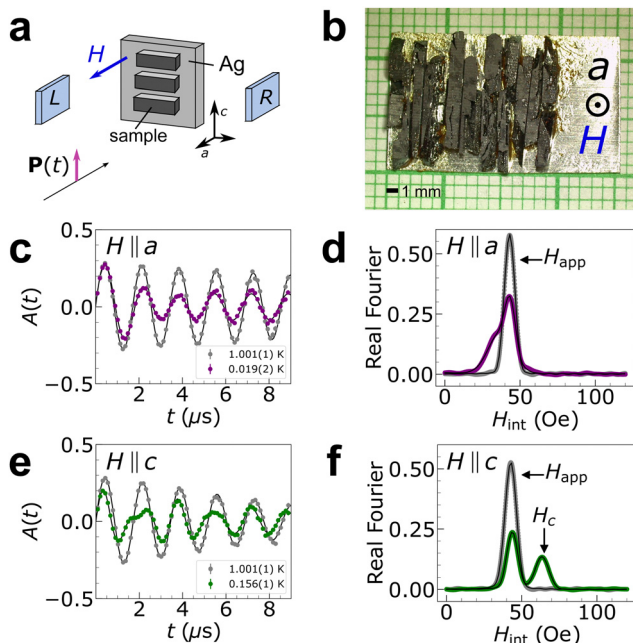 a
H
Ag
L
R
sample
c
a
P(t)
b
a
H
1 mm
c
H || a
A(t)
0.5
0.0
−0.5
2 4 6 8
t (μs)
1.001(1) K
0.019(2) K
d
H || a
Real Fourier
0.50
0.25
0.00
0 100
H_int (Oe)
H_app
e
H || c
A(t)
0.5
0.0
−0.5
2 4 6 8
t (μs)
1.001(1) K
0.156(1) K
f
H || c
Real Fourier
0.50
0.25
0.00
0 100
H_int (Oe)
H_app
H_c